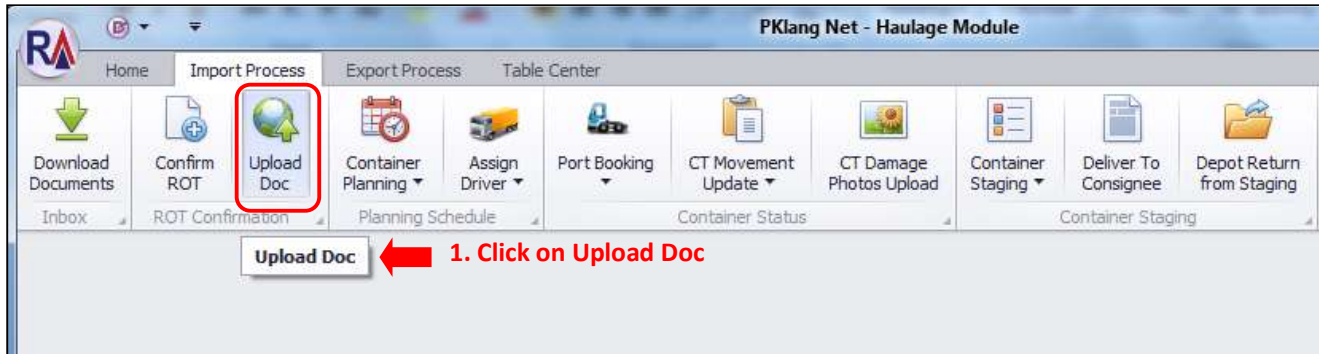 RA
PKlang Net - Haulage Module
Home Import Process Export Process Table Center
Download Documents
Confirm ROT
Upload Doc
Container Planning
Assign Driver
Port Booking
CT Movement Update
CT Damage Photos Upload
Container Staging
Deliver To Consignee
Depot Return from Staging
Inbox ROT Confirmation Planning Schedule Container Status Container Staging
Upload Doc
1. Click on Upload Doc